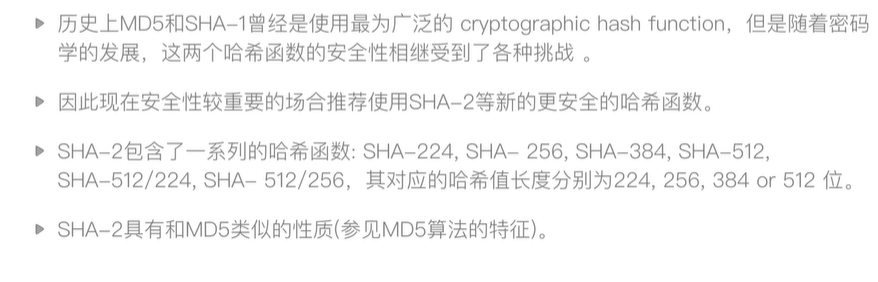 历史上MD5和SHA-1曾经是使用最为广泛的 cryptographic hash function，但是随着密码
学的发展，这两个哈希函数的安全性相继受到了各种挑战 。
因此现在安全性较重要的场合推荐使用SHA-2等新的更安全的哈希函数。
SHA-2包含了一系列的哈希函数: SHA-224, SHA- 256, SHA-384, SHA-512,
SHA-512/224, SHA- 512/256，其对应的哈希值长度分别为224, 256, 384 or 512 位。
SHA-2具有和MD5类似的性质(参见MD5算法的特征)。